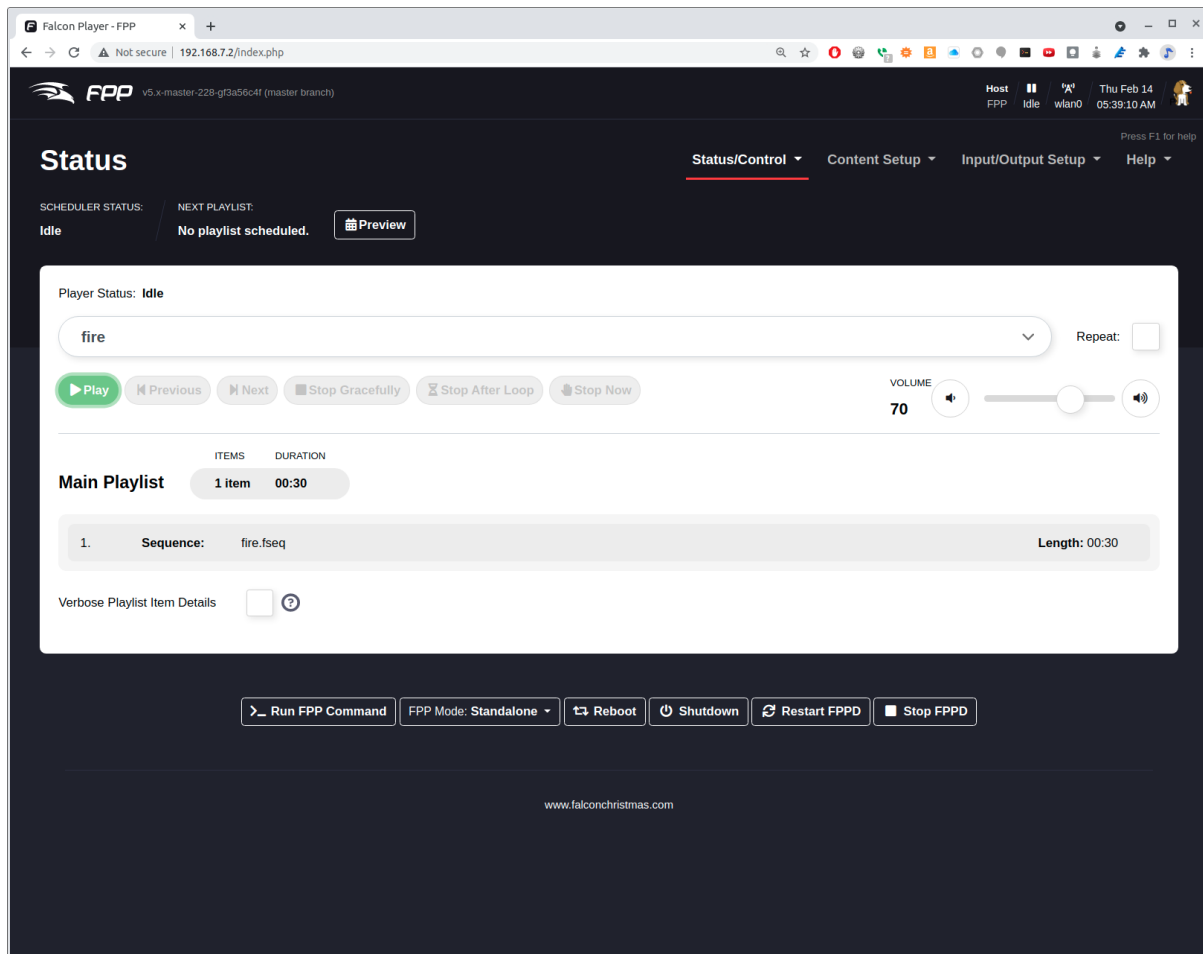 Falcon Player - FPP
Not secure | 192.168.7.2/index.php
FPP v5.x-master-228-gf3a56c4f (master branch)
Host FPP
Idle
wlan0
Thu Feb 14 05:39:10 AM
Press F1 for help
Status
Status/Control
Content Setup
Input/Output Setup
Help
SCHEDULER STATUS:
Idle
NEXT PLAYLIST:
No playlist scheduled.
Preview
Player Status: Idle
fire
Repeat:
Play
Previous
Next
Stop Gracefully
Stop After Loop
Stop Now
VOLUME
70
ITEMS DURATION
Main Playlist 1 item 00:30
1. Sequence: fire.fseq Length: 00:30
Verbose Playlist Item Details
Run FPP Command
FPP Mode: Standalone
Reboot
Shutdown
Restart FPPD
Stop FPPD
www.falconchristmas.com